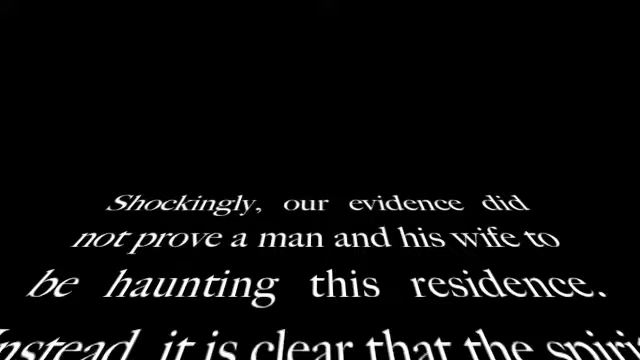 Shockingly, our evidence did
not prove a man and his wife to
be haunting this residence.
Instead, it is clear that the